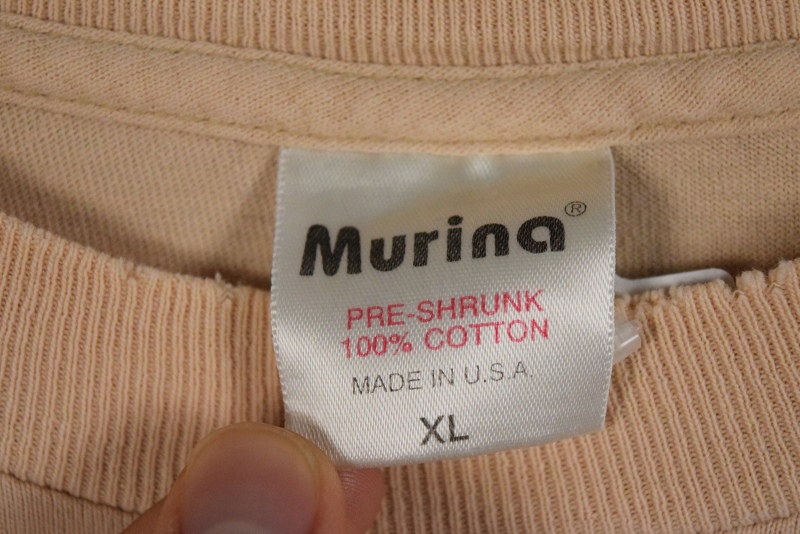 Murina®
PRE-SHRUNK
100% COTTON
MADE IN U.S.A.
XL